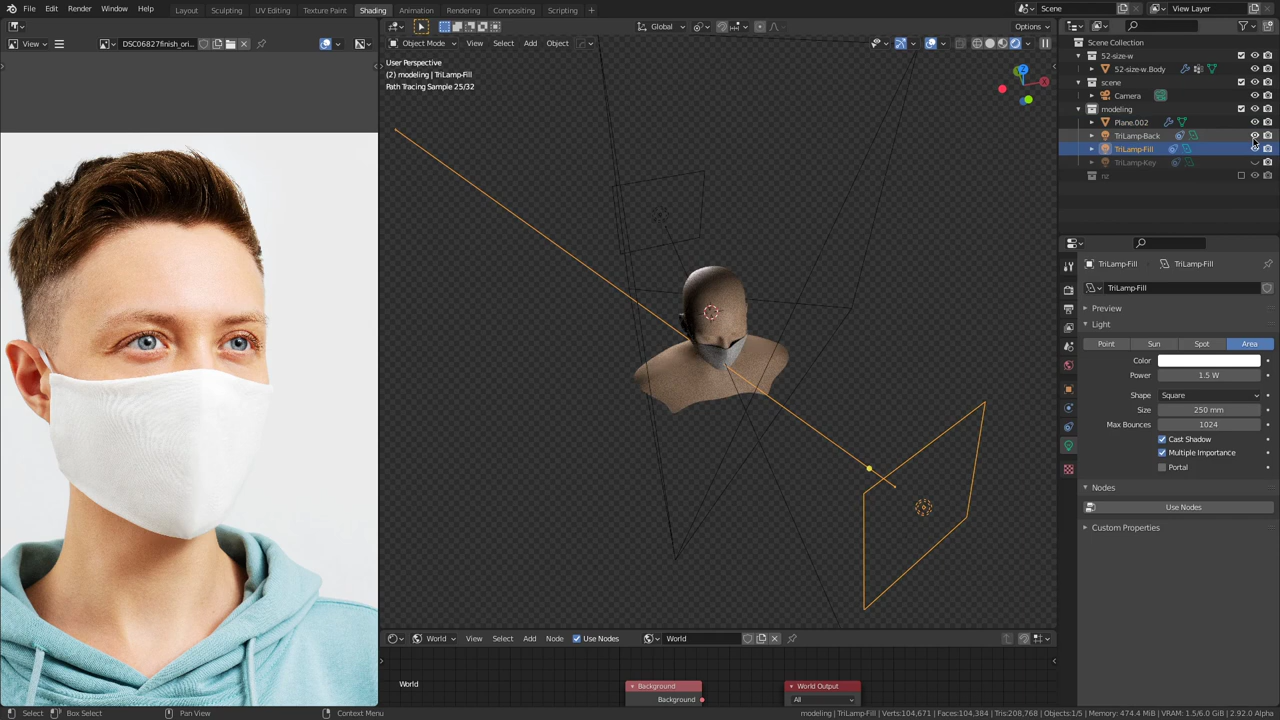 File Edit Render Window Help Layout Sculpting UV Editing Texture Paint Shading Animation Rendering Compositing Scripting + Scene View Layer
Global Options
View DSC06827finish_ori... Object Mode View Select Add Object
User Perspective
(2) modeling | TriLamp-Fill
Path Tracing Sample 25/32
Z
X
Scene Collection
52-size-w
52-size-w.Body
scene
Camera
modeling
Plane.002
TriLamp-Back
TriLamp-Fill
TriLamp-Key
TriLamp-Fill TriLamp-Fill
TriLamp-Fill
Preview
Light
Point Sun Spot Area
Color
Power 1.5 W
Shape Square
Size 250 mm
Max Bounces 1024
Cast Shadow
Multiple Importance
Portal
Nodes
Use Nodes
Custom Properties
World View Select Add Node Use Nodes World
World
Background
Background
World Output
All
Select Box Select Pan View Context Menu
modeling | TriLamp-Fill | Verts:104,671 | Faces:104,384 | Tris:208,768 | Objects:1/5 | Memory: 474.4 MiB | VRAM: 1.5/6.0 GiB | 2.92.0 Alpha